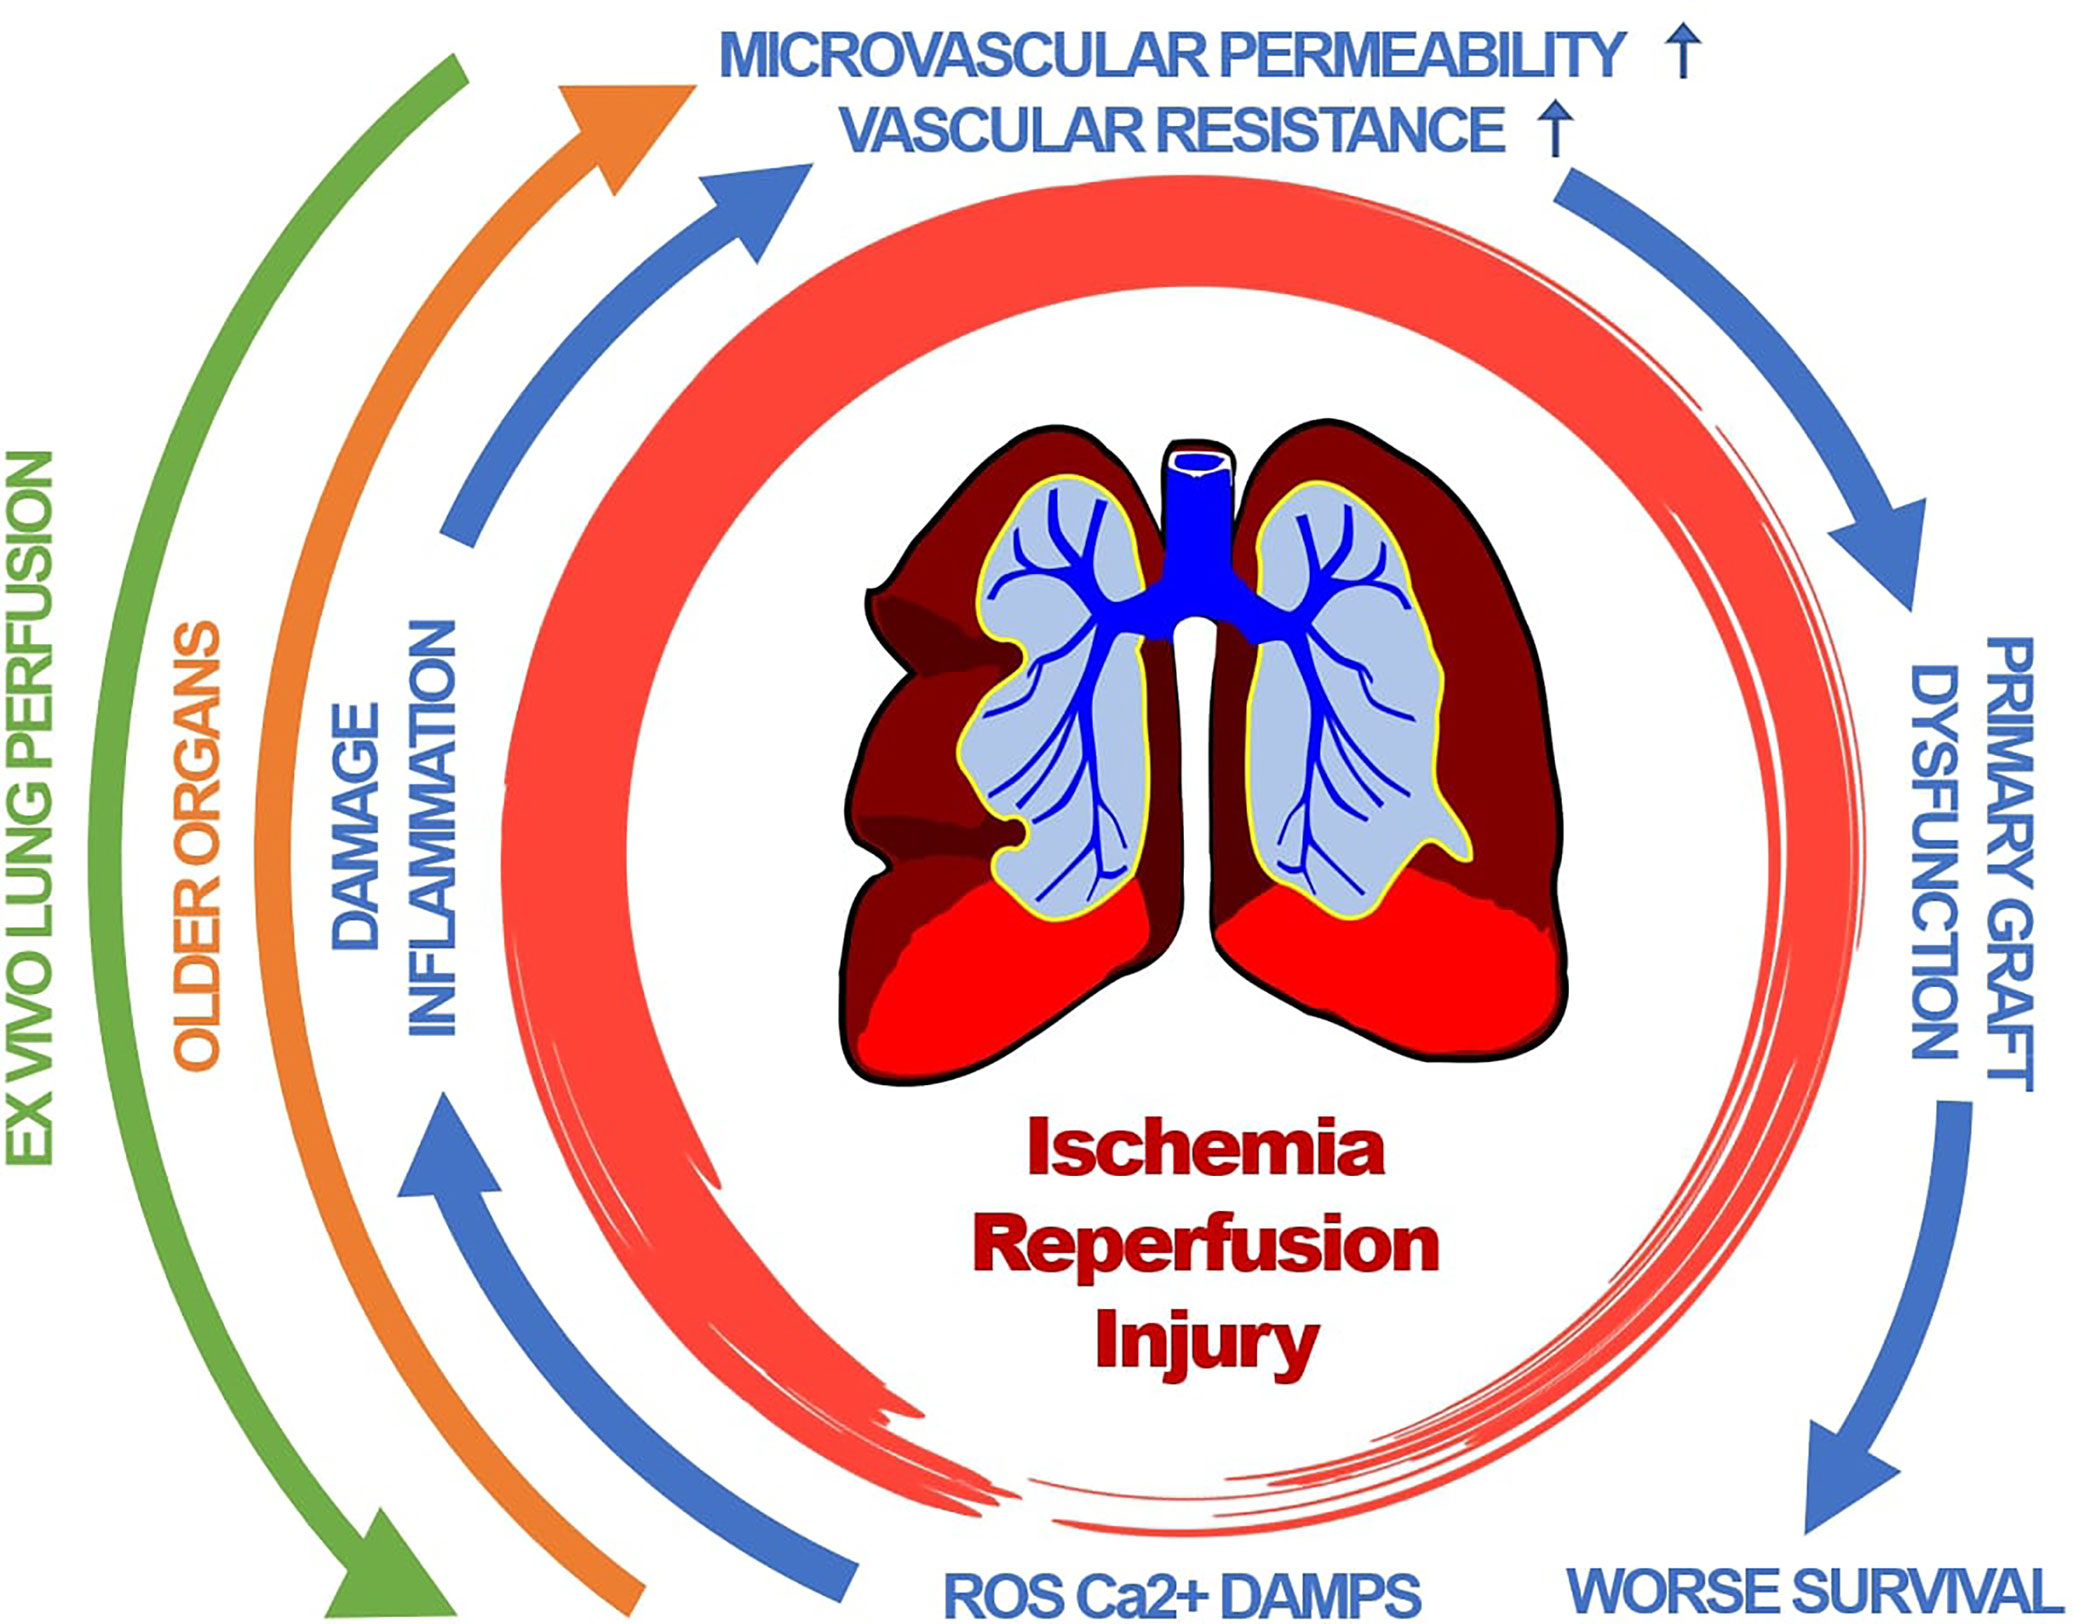 MICROVASCULAR PERMEABILITY ↑
VASCULAR RESISTANCE ↑
EX VIVO LUNG PERFUSION
OLDER ORGANS
DAMAGE
INFLAMMATION
PRIMARY GRAFT
DYSFUNCTION
Ischemia
Reperfusion
Injury
ROS Ca2+ DAMPS
WORSE SURVIVAL